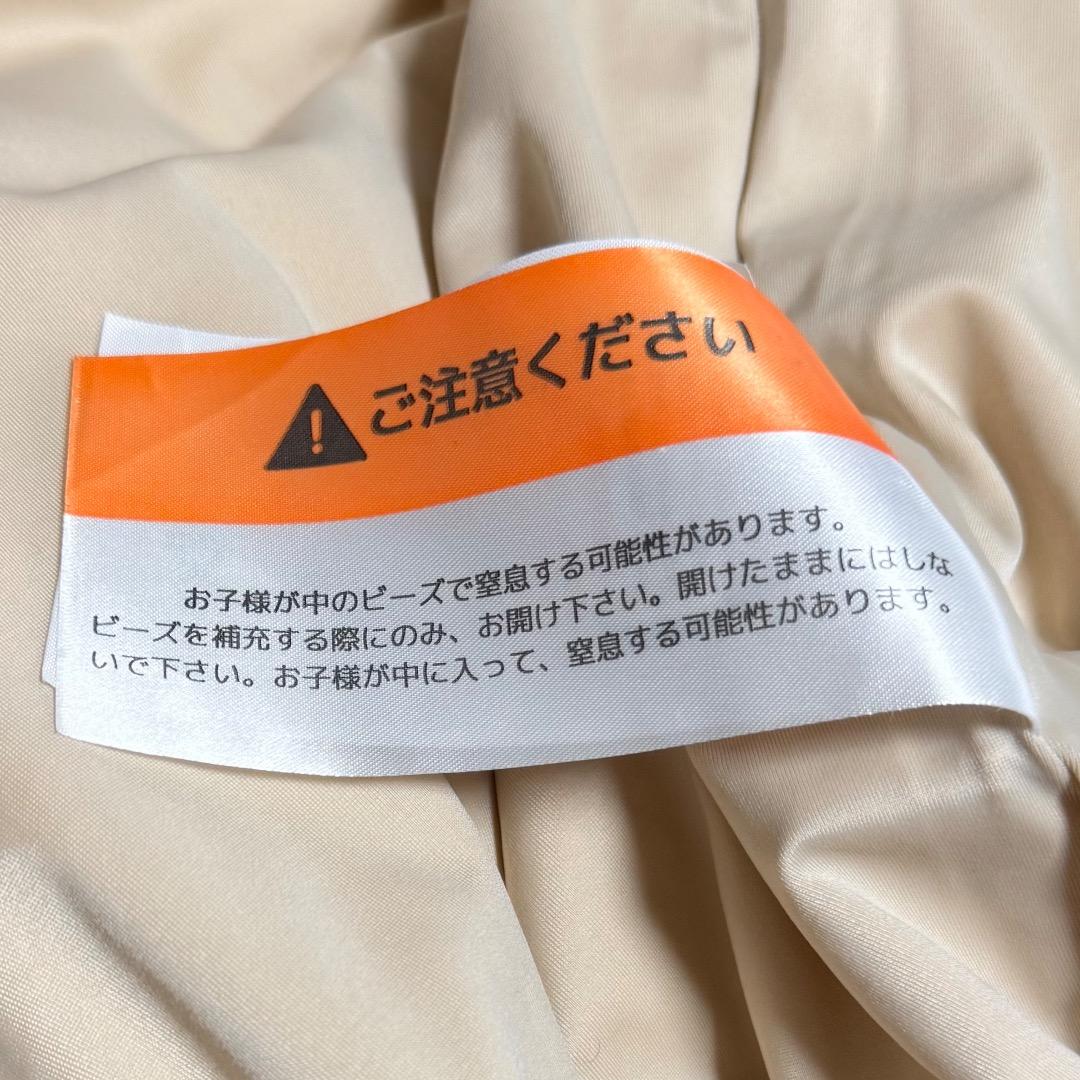 ご注意ください
お子様が中のビーズで窒息する可能性があります。
ビーズを補充する際にのみ、お開け下さい。開けたままにはしな
いで下さい。お子様が中に入って、窒息する可能性があります。